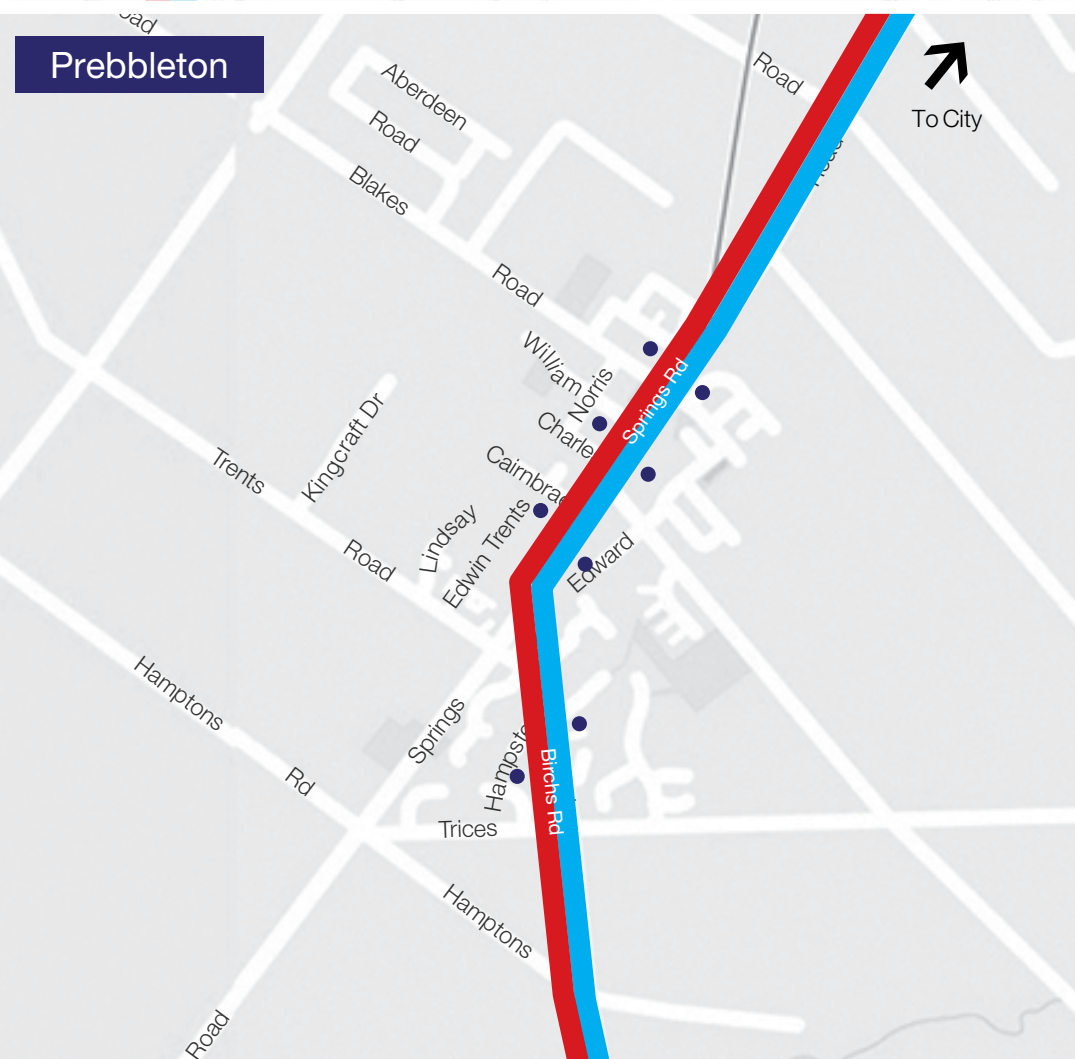 oad
Prebbleton
Road
To City
Aberdeen
Road
Blakes
Road
William
Norris
Springs Rd
Charle
Cairnbrae
Kingcraft Dr
Trents
Lindsay
Edwin Trents
Edward
Road
Hamptons
Springs
Hampste
Birchs Rd
Rd
Trices
Hamptons
Road